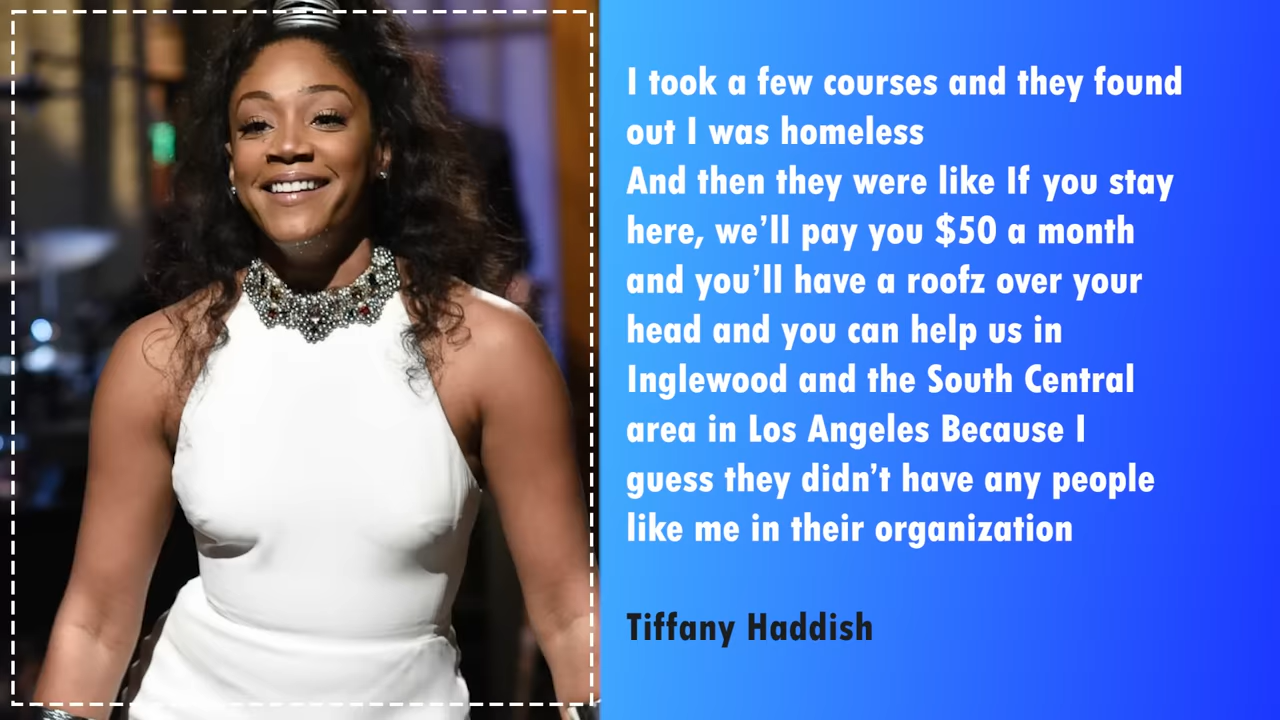 I took a few courses and they found
out I was homeless
And then they were like If you stay
here, we’ll pay you $50 a month
and you’ll have a roofz over your
head and you can help us in
Inglewood and the South Central
area in Los Angeles Because I
guess they didn’t have any people
like me in their organization
Tiffany Haddish